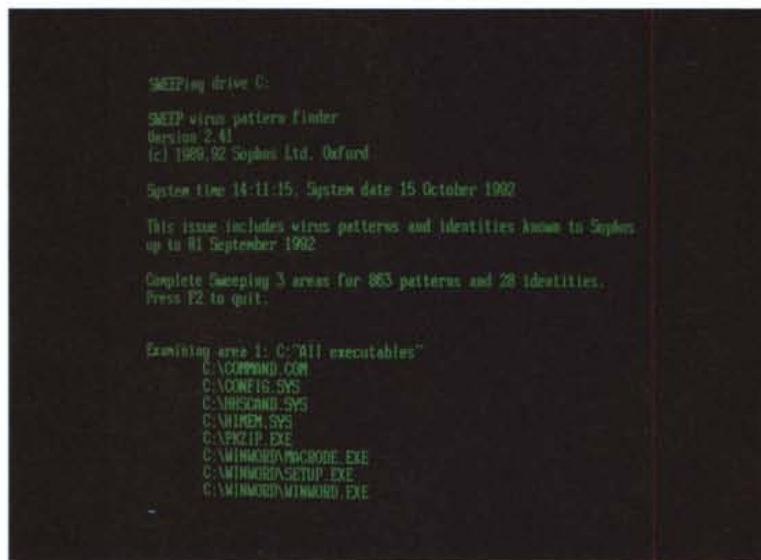 SWEEPing drive C:
SWEEP virus pattern finder
Version 2.41
(c) 1989,92 Sophos Ltd, Oxford
System time 14:11:15, System date 15 October 1992
This issue includes virus patterns and identities known to Sophos
up to 01 September 1992
Complete Sweeping 3 areas for 863 patterns and 28 identities.
Press F2 to quit.
Examining area 1: C:"All executables"
C:\COMMAND.COM
C:\CONFIG.SYS
C:\HHSCAND.SYS
C:\HIMEM.SYS
C:\PKZIP.EXE
C:\WINWORD\MACRODE.EXE
C:\WINWORD\SETUP.EXE
C:\WINWORD\WINWORD.EXE